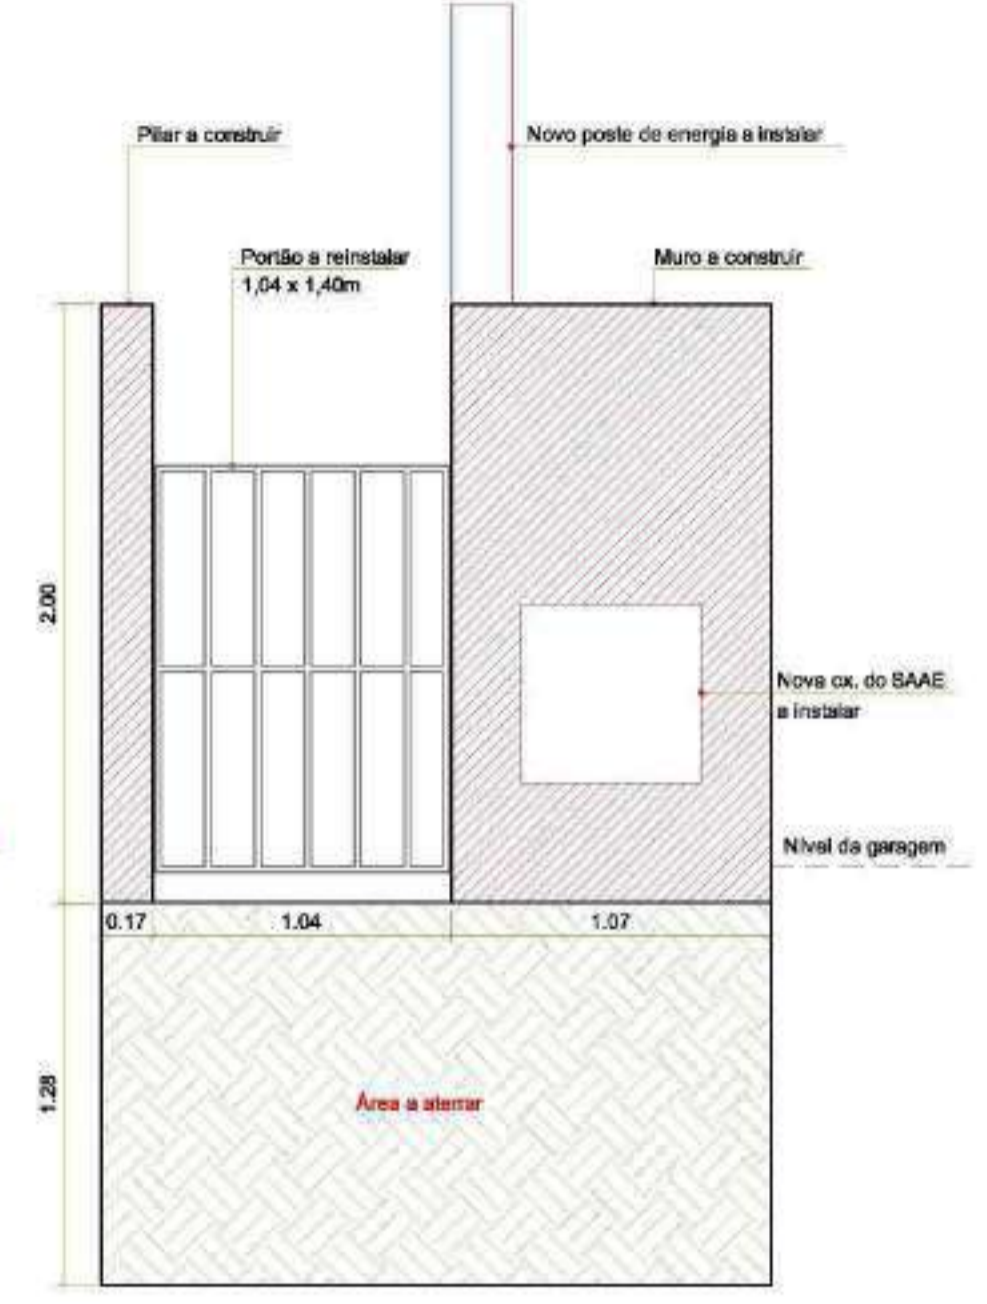 Pilar a construir
Novo poste de energia a instalar
Portão a reinstalar
1,04 x 1,40m
Muro a construir
2.00
Nova cx. do SAAE
a instalar
Nível da garagem
0.17
1.04
1.07
1.28
Área a aterrar